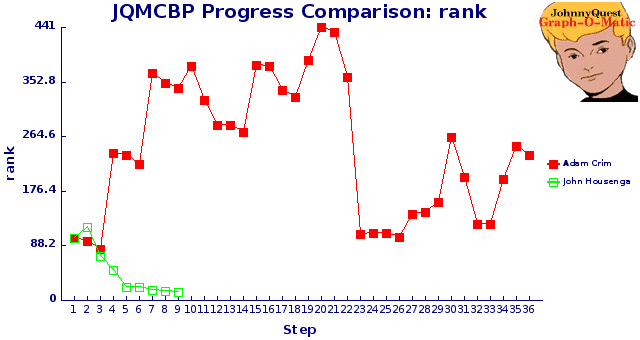 JQMCBP Progress Comparison: rank
JohnnyQuest
Graph-O-Matic
441
352.8
264.6
176.4
88.2
0
rank
1 2 3 4 5 6 7 8 9 10 11 12 13 14 15 16 17 18 19 20 21 22 23 24 25 26 27 28 29 30 31 32 33 34 35 36
Step
Adam Crim
John Housenga